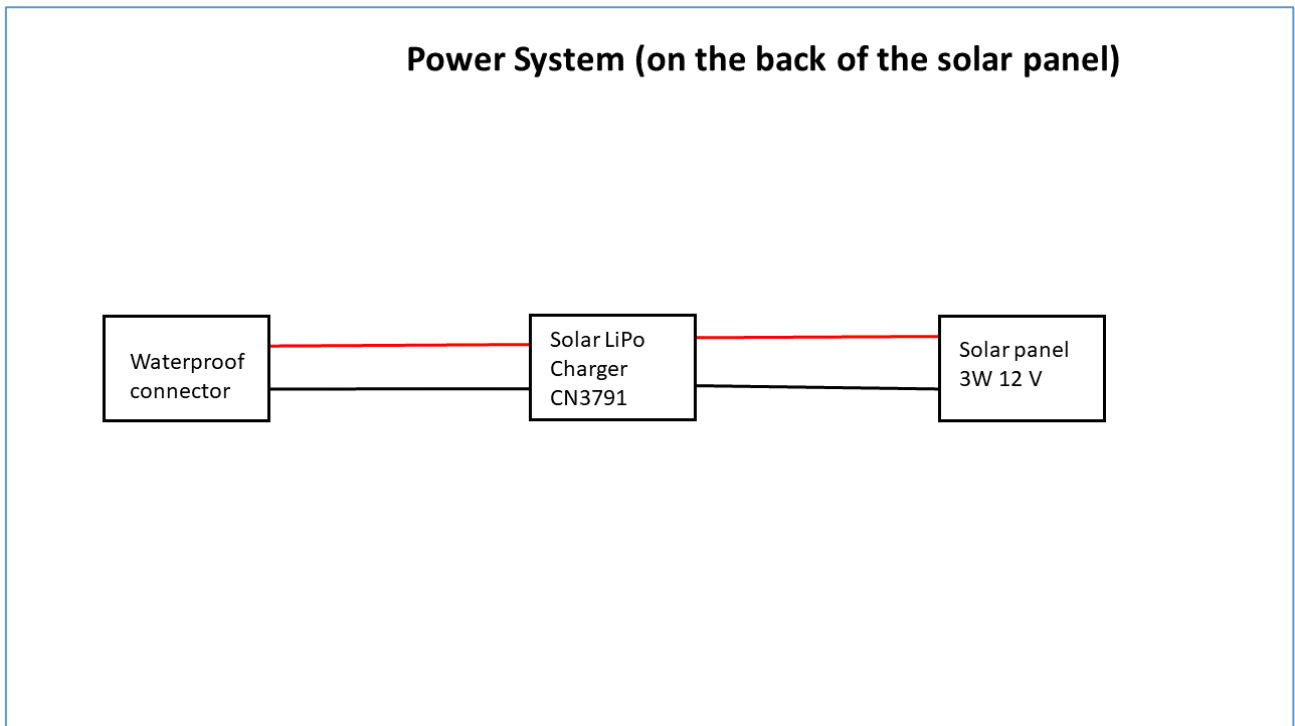 Power System (on the back of the solar panel)
Waterproof
connector
Solar LiPo
Charger
CN3791
Solar panel
3W 12 V